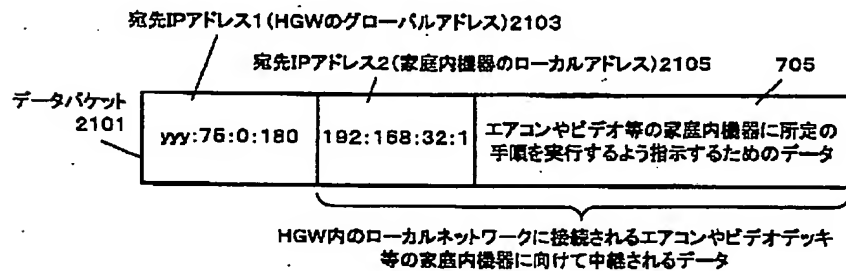 宛先IPアドレス1(HGWのグローバルアドレス)2103
宛先IPアドレス2(家庭内機器のローカルアドレス)2105
705
データパケット
2101
yyy:76:0:180
192:168:32:1
エアコンやビデオ等の家庭内機器に所定の
手順を実行するよう指示するためのデータ
HGW内のローカルネットワークに接続されるエアコンやビデオデッキ
等の家庭内機器に向けて中継されるデータ